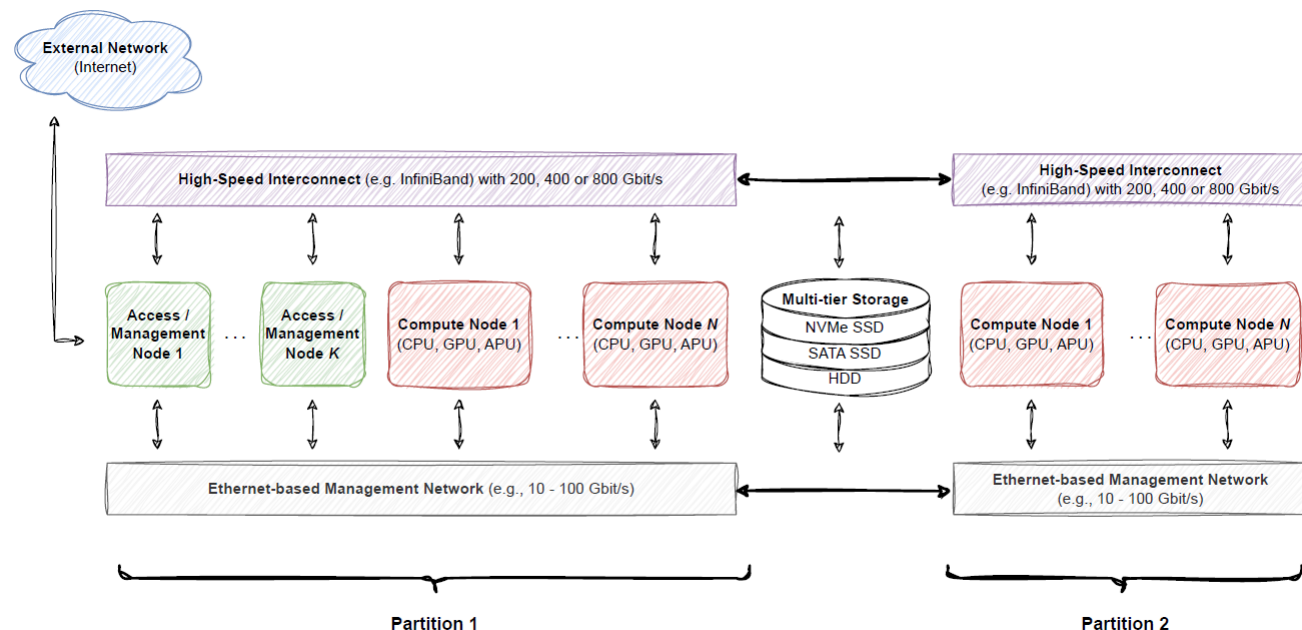 External Network
(Internet)
High-Speed Interconnect (e.g. InfiniBand) with 200, 400 or 800 Gbit/s
High-Speed Interconnect
(e.g. InfiniBand) with 200, 400 or 800 Gbit/s
Access /
Management
Node 1
. . .
Access /
Management
Node K
Compute Node 1
(CPU, GPU, APU)
. . .
Compute Node N
(CPU, GPU, APU)
Multi-tier Storage
NVMe SSD
SATA SSD
HDD
Compute Node 1
(CPU, GPU, APU)
. . .
Compute Node N
(CPU, GPU, APU)
Ethernet-based Management Network (e.g., 10 - 100 Gbit/s)
Ethernet-based Management Network
(e.g., 10 - 100 Gbit/s)
Partition 1
Partition 2